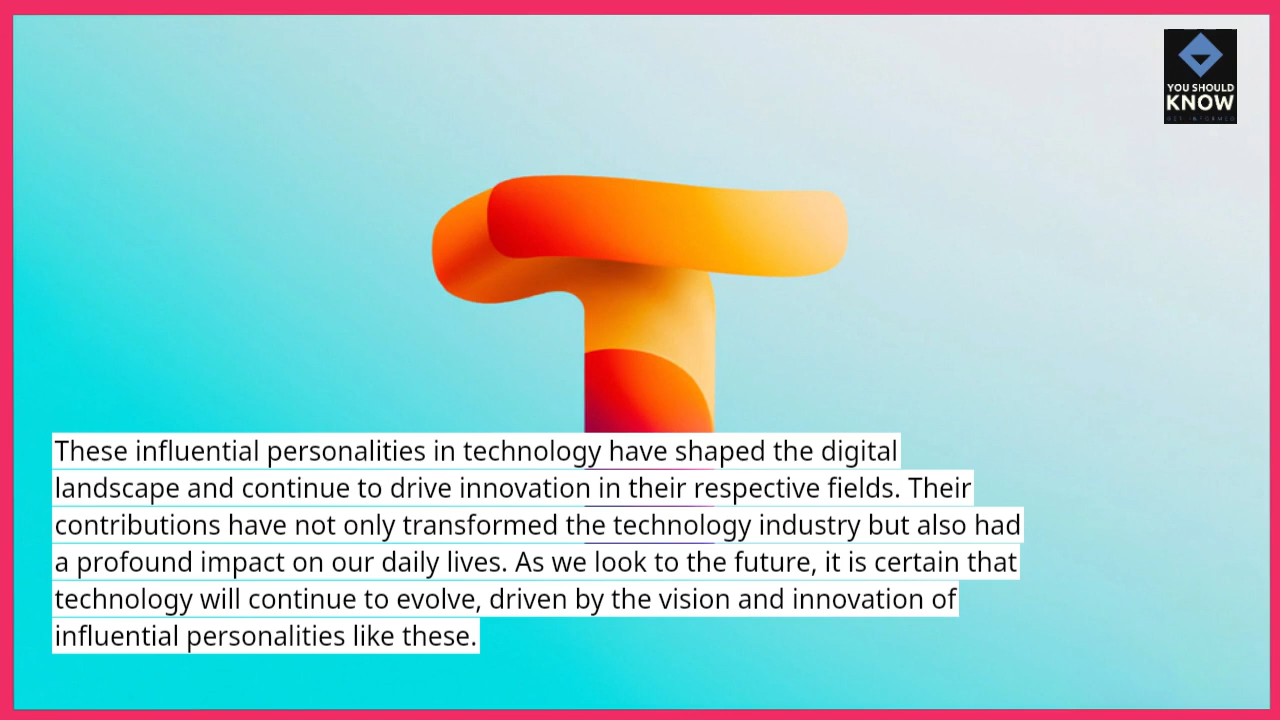 YOU SHOULD
KNOW
GET INFORMED
These influential personalities in technology have shaped the digital
landscape and continue to drive innovation in their respective fields. Their
contributions have not only transformed the technology industry but also had
a profound impact on our daily lives. As we look to the future, it is certain that
technology will continue to evolve, driven by the vision and innovation of
influential personalities like these.